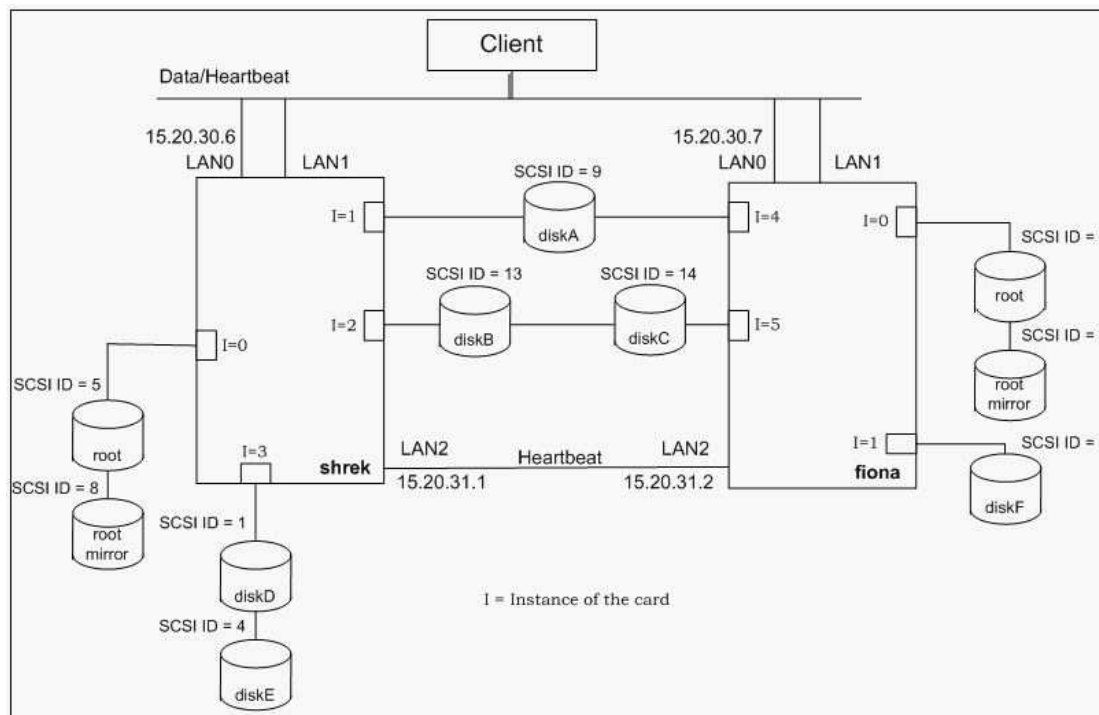 Client
Data/Heartbeat
15.20.30.6
LAN0
LAN1
15.20.30.7
LAN0
LAN1
SCSI ID = 9
I=1
diskA
I=4
I=0
SCSI ID =
root
SCSI ID = 13
SCSI ID = 14
I=2
diskB
diskC
I=5
I=0
SCSI ID =
root
mirror
SCSI ID = 5
root
I=3
shrek
LAN2
Heartbeat
LAN2
15.20.31.1
15.20.31.2
I=1
fiona
SCSI ID =
diskF
SCSI ID = 8
root
mirror
SCSI ID = 1
diskD
I = Instance of the card
SCSI ID = 4
diskE